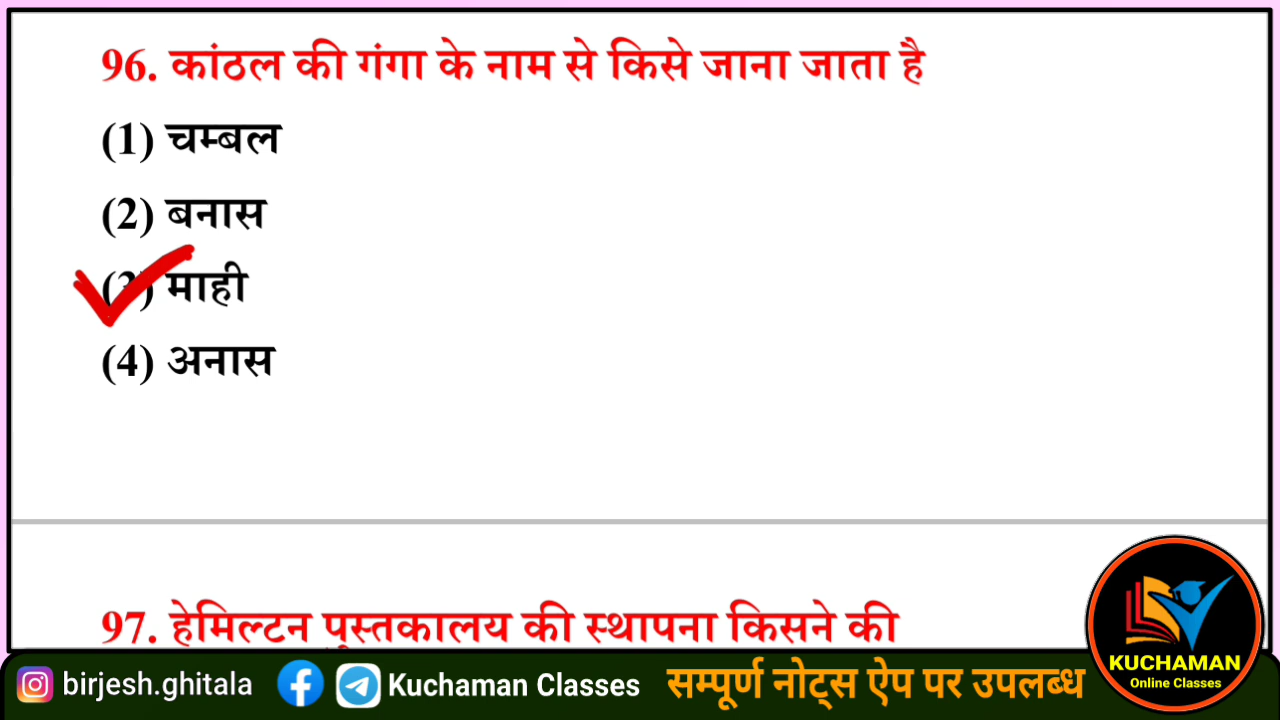 96. कांठल की गंगा के नाम से किसे जाना जाता है
(1) चम्बल
(2) बनास
(3) माही
(4) अनास
97. हेमिल्टन पूस्तकालय की स्थापना किसने की
KUCHAMAN
Online Classes
birjesh.ghitala
Kuchaman Classes
सम्पूर्ण नोट्स ऐप पर उपलब्ध